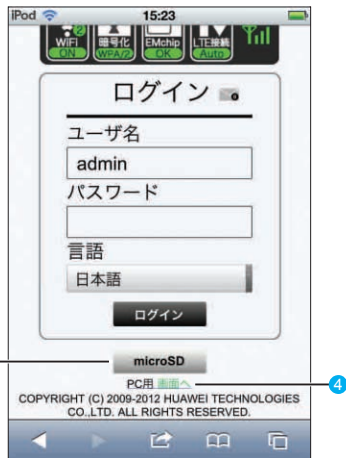 iPod 15:23
WiFi 暗号化 EMchip LTE接続
ON WPA/2 OK Auto
ログイン
ユーザ名
admin
パスワード
言語
日本語
ログイン
microSD
PC用 画面へ
4
COPYRIGHT (C) 2009-2012 HUAWEI TECHNOLOGIES
CO.,LTD. ALL RIGHTS RESERVED.